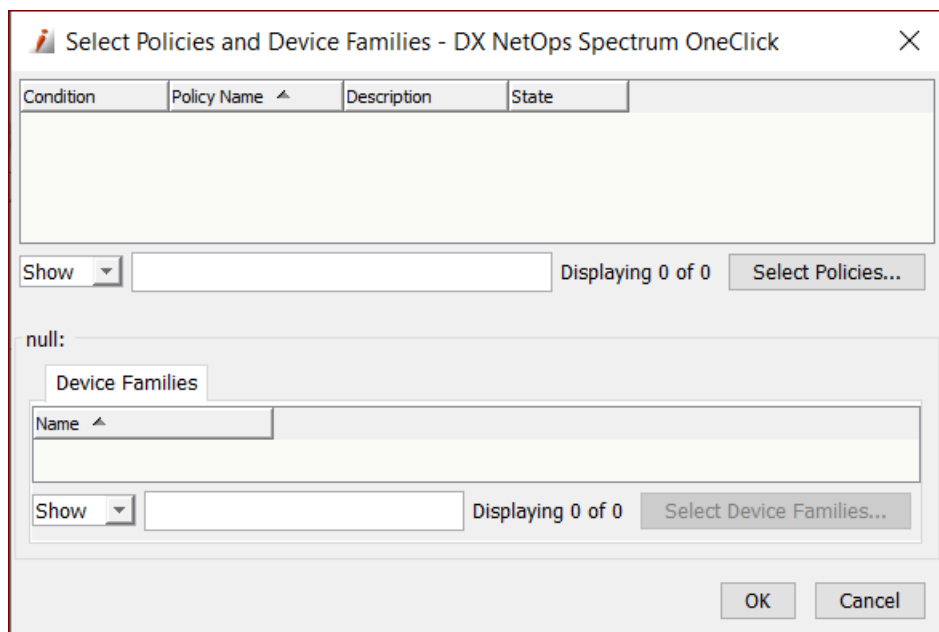 Select Policies and Device Families - DX NetOps Spectrum OneClick
Condition Policy Name Description State
Show Displaying 0 of 0 Select Policies...
null:
Device Families
Name
Show Displaying 0 of 0 Select Device Families...
OK Cancel